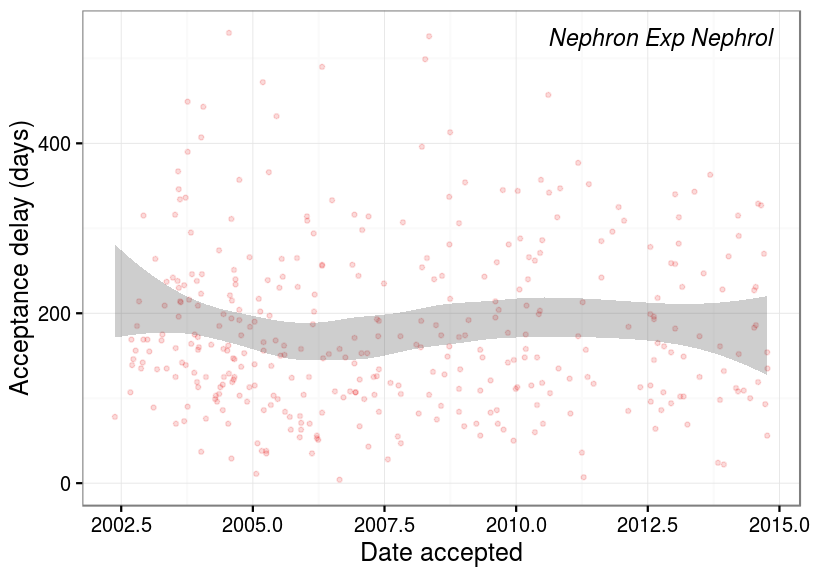 Nephron Exp Nephrol
Acceptance delay (days)
400
200
0
2002.5 2005.0 2007.5 2010.0 2012.5 2015.0
Date accepted